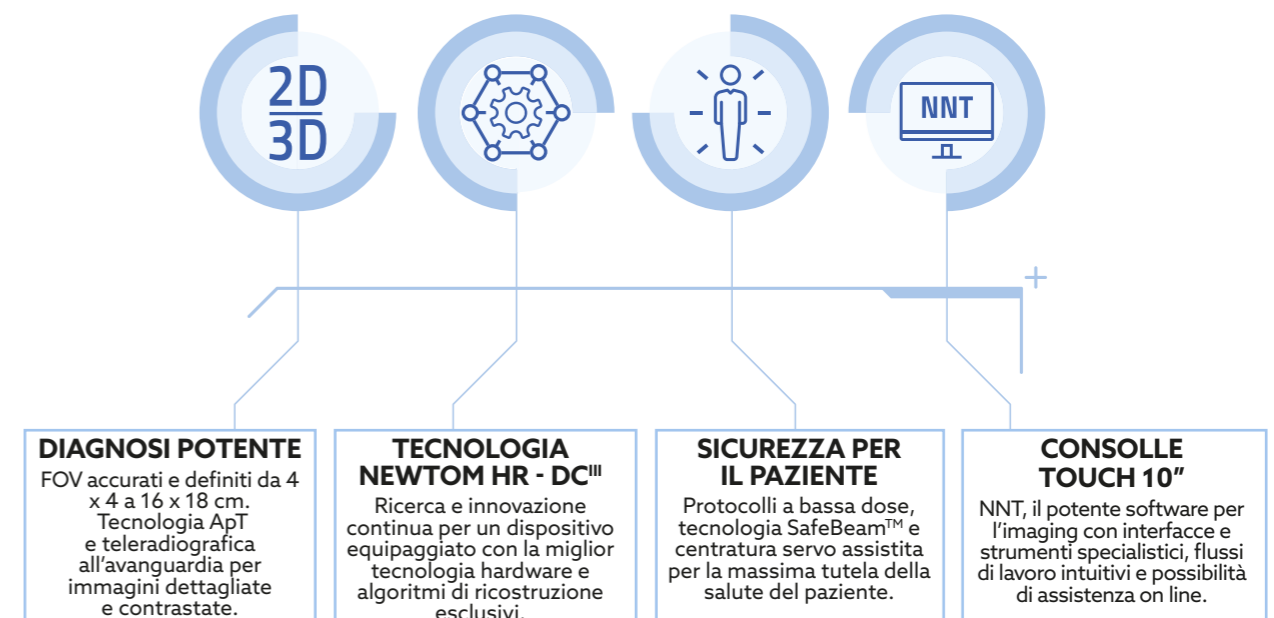 2D
3D
NNT
DIAGNOSI POTENTE
FOV accurati e definiti da 4
x 4 a 16 x 18 cm.
Tecnologia ApT
e teleradiografica
all'avanguardia per
immagini dettagliate
e contrastate.
TECNOLOGIA
NEWTOM HR - DCᴵᴵᴵ
Ricerca e innovazione
continua per un dispositivo
equipaggiato con la miglior
tecnologia hardware e
algoritmi di ricostruzione
esclusivi.
SICUREZZA PER
IL PAZIENTE
Protocolli a bassa dose,
tecnologia SafeBeam™ e
centratura servo assistita
per la massima tutela della
salute del paziente.
CONSOLLE
TOUCH 10”
NNT, il potente software per
l'imaging con interfacce e
strumenti specialistici, flussi
di lavoro intuitivi e possibilità
di assistenza on line.